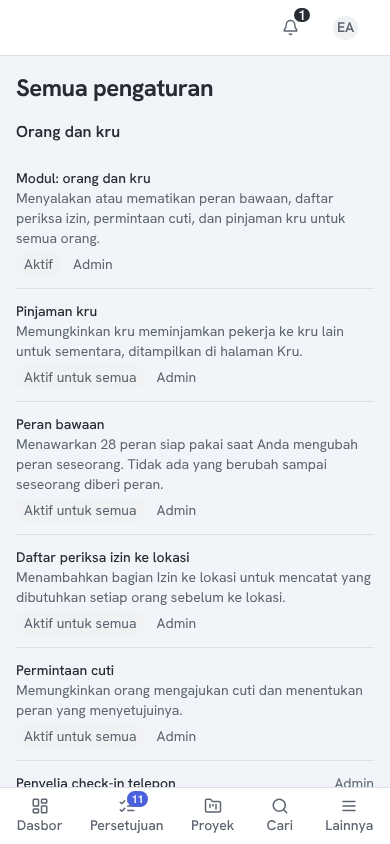 1
EA
Semua pengaturan
Orang dan kru
Modul: orang dan kru
Menyalakan atau mematikan peran bawaan, daftar
periksa izin, permintaan cuti, dan pinjaman kru untuk
semua orang.
Aktif Admin
Pinjaman kru
Memungkinkan kru meminjamkan pekerja ke kru lain
untuk sementara, ditampilkan di halaman Kru.
Aktif untuk semua Admin
Peran bawaan
Menawarkan 28 peran siap pakai saat Anda mengubah
peran seseorang. Tidak ada yang berubah sampai
seseorang diberi peran.
Aktif untuk semua Admin
Daftar periksa izin ke lokasi
Menambahkan bagian Izin ke lokasi untuk mencatat yang
dibutuhkan setiap orang sebelum ke lokasi.
Aktif untuk semua Admin
Permintaan cuti
Memungkinkan orang mengajukan cuti dan menentukan
peran yang menyetujuinya.
Aktif untuk semua Admin
Penyelia check-in telepon Admin
11
Dasbor Persetujuan Proyek Cari Lainnya